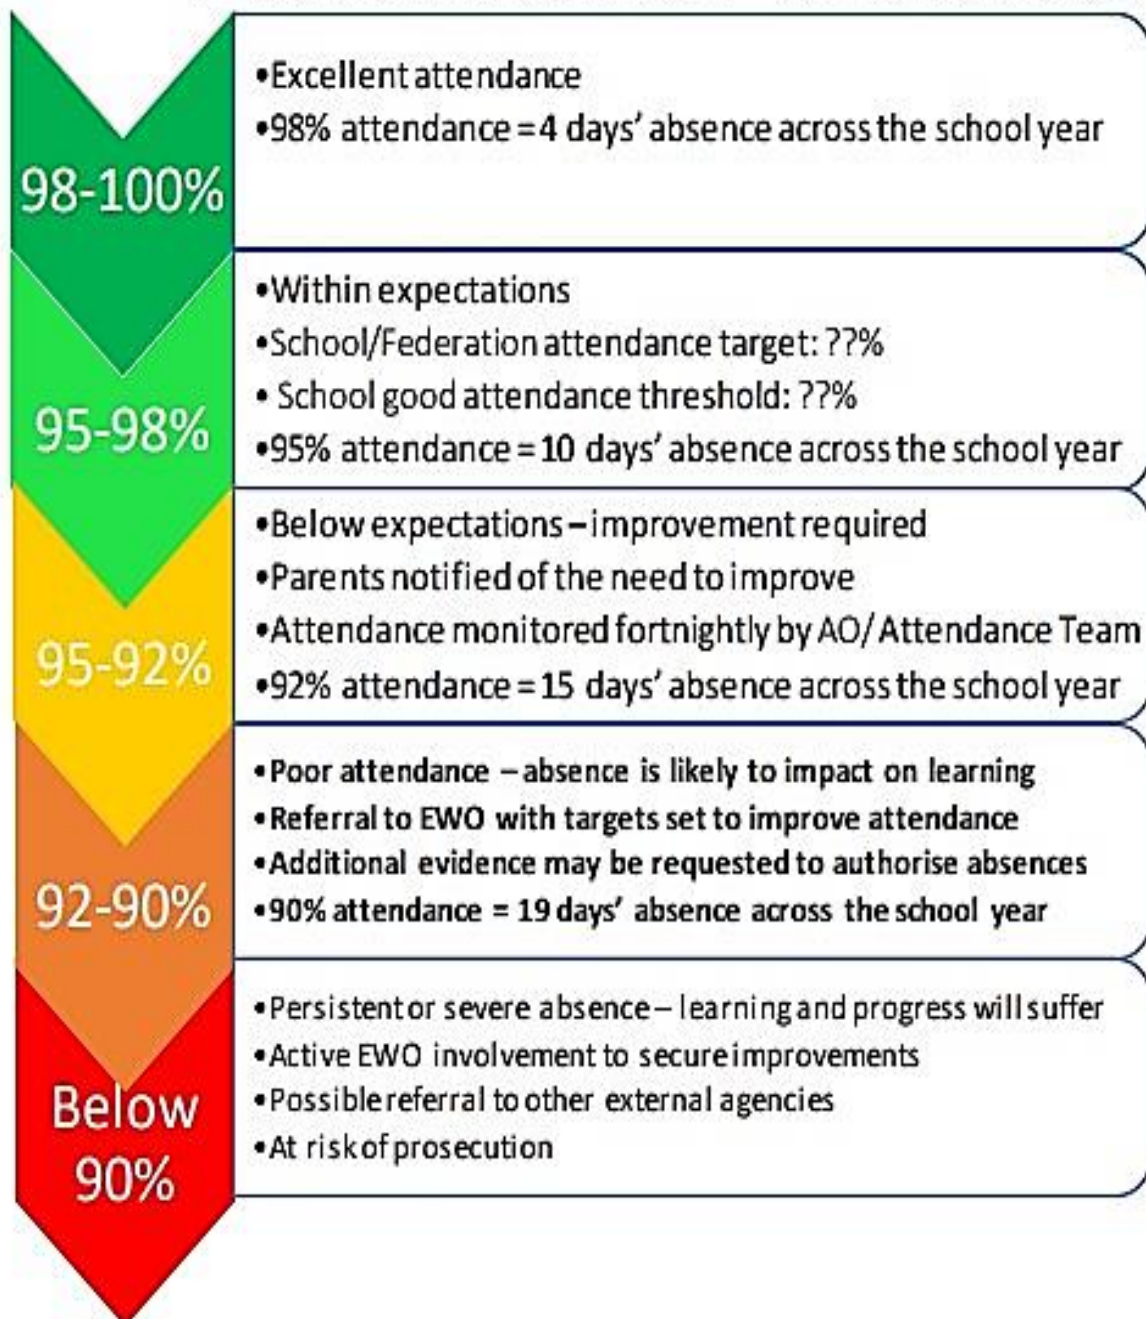 98-100%
•Excellent attendance
•98% attendance = 4 days' absence across the school year
95-98%
•Within expectations
•School/Federation attendance target: ??%
• School good attendance threshold: ??%
•95% attendance = 10 days' absence across the school year
95-92%
•Below expectations – improvement required
•Parents notified of the need to improve
•Attendance monitored fortnightly by AO/Attendance Team
•92% attendance = 15 days' absence across the school year
92-90%
•Poor attendance – absence is likely to impact on learning
•Referral to EWO with targets set to improve attendance
•Additional evidence may be requested to authorise absences
•90% attendance = 19 days' absence across the school year
Below
90%
•Persistent or severe absence – learning and progress will suffer
•Active EWO involvement to secure improvements
•Possible referral to other external agencies
•At risk of prosecution